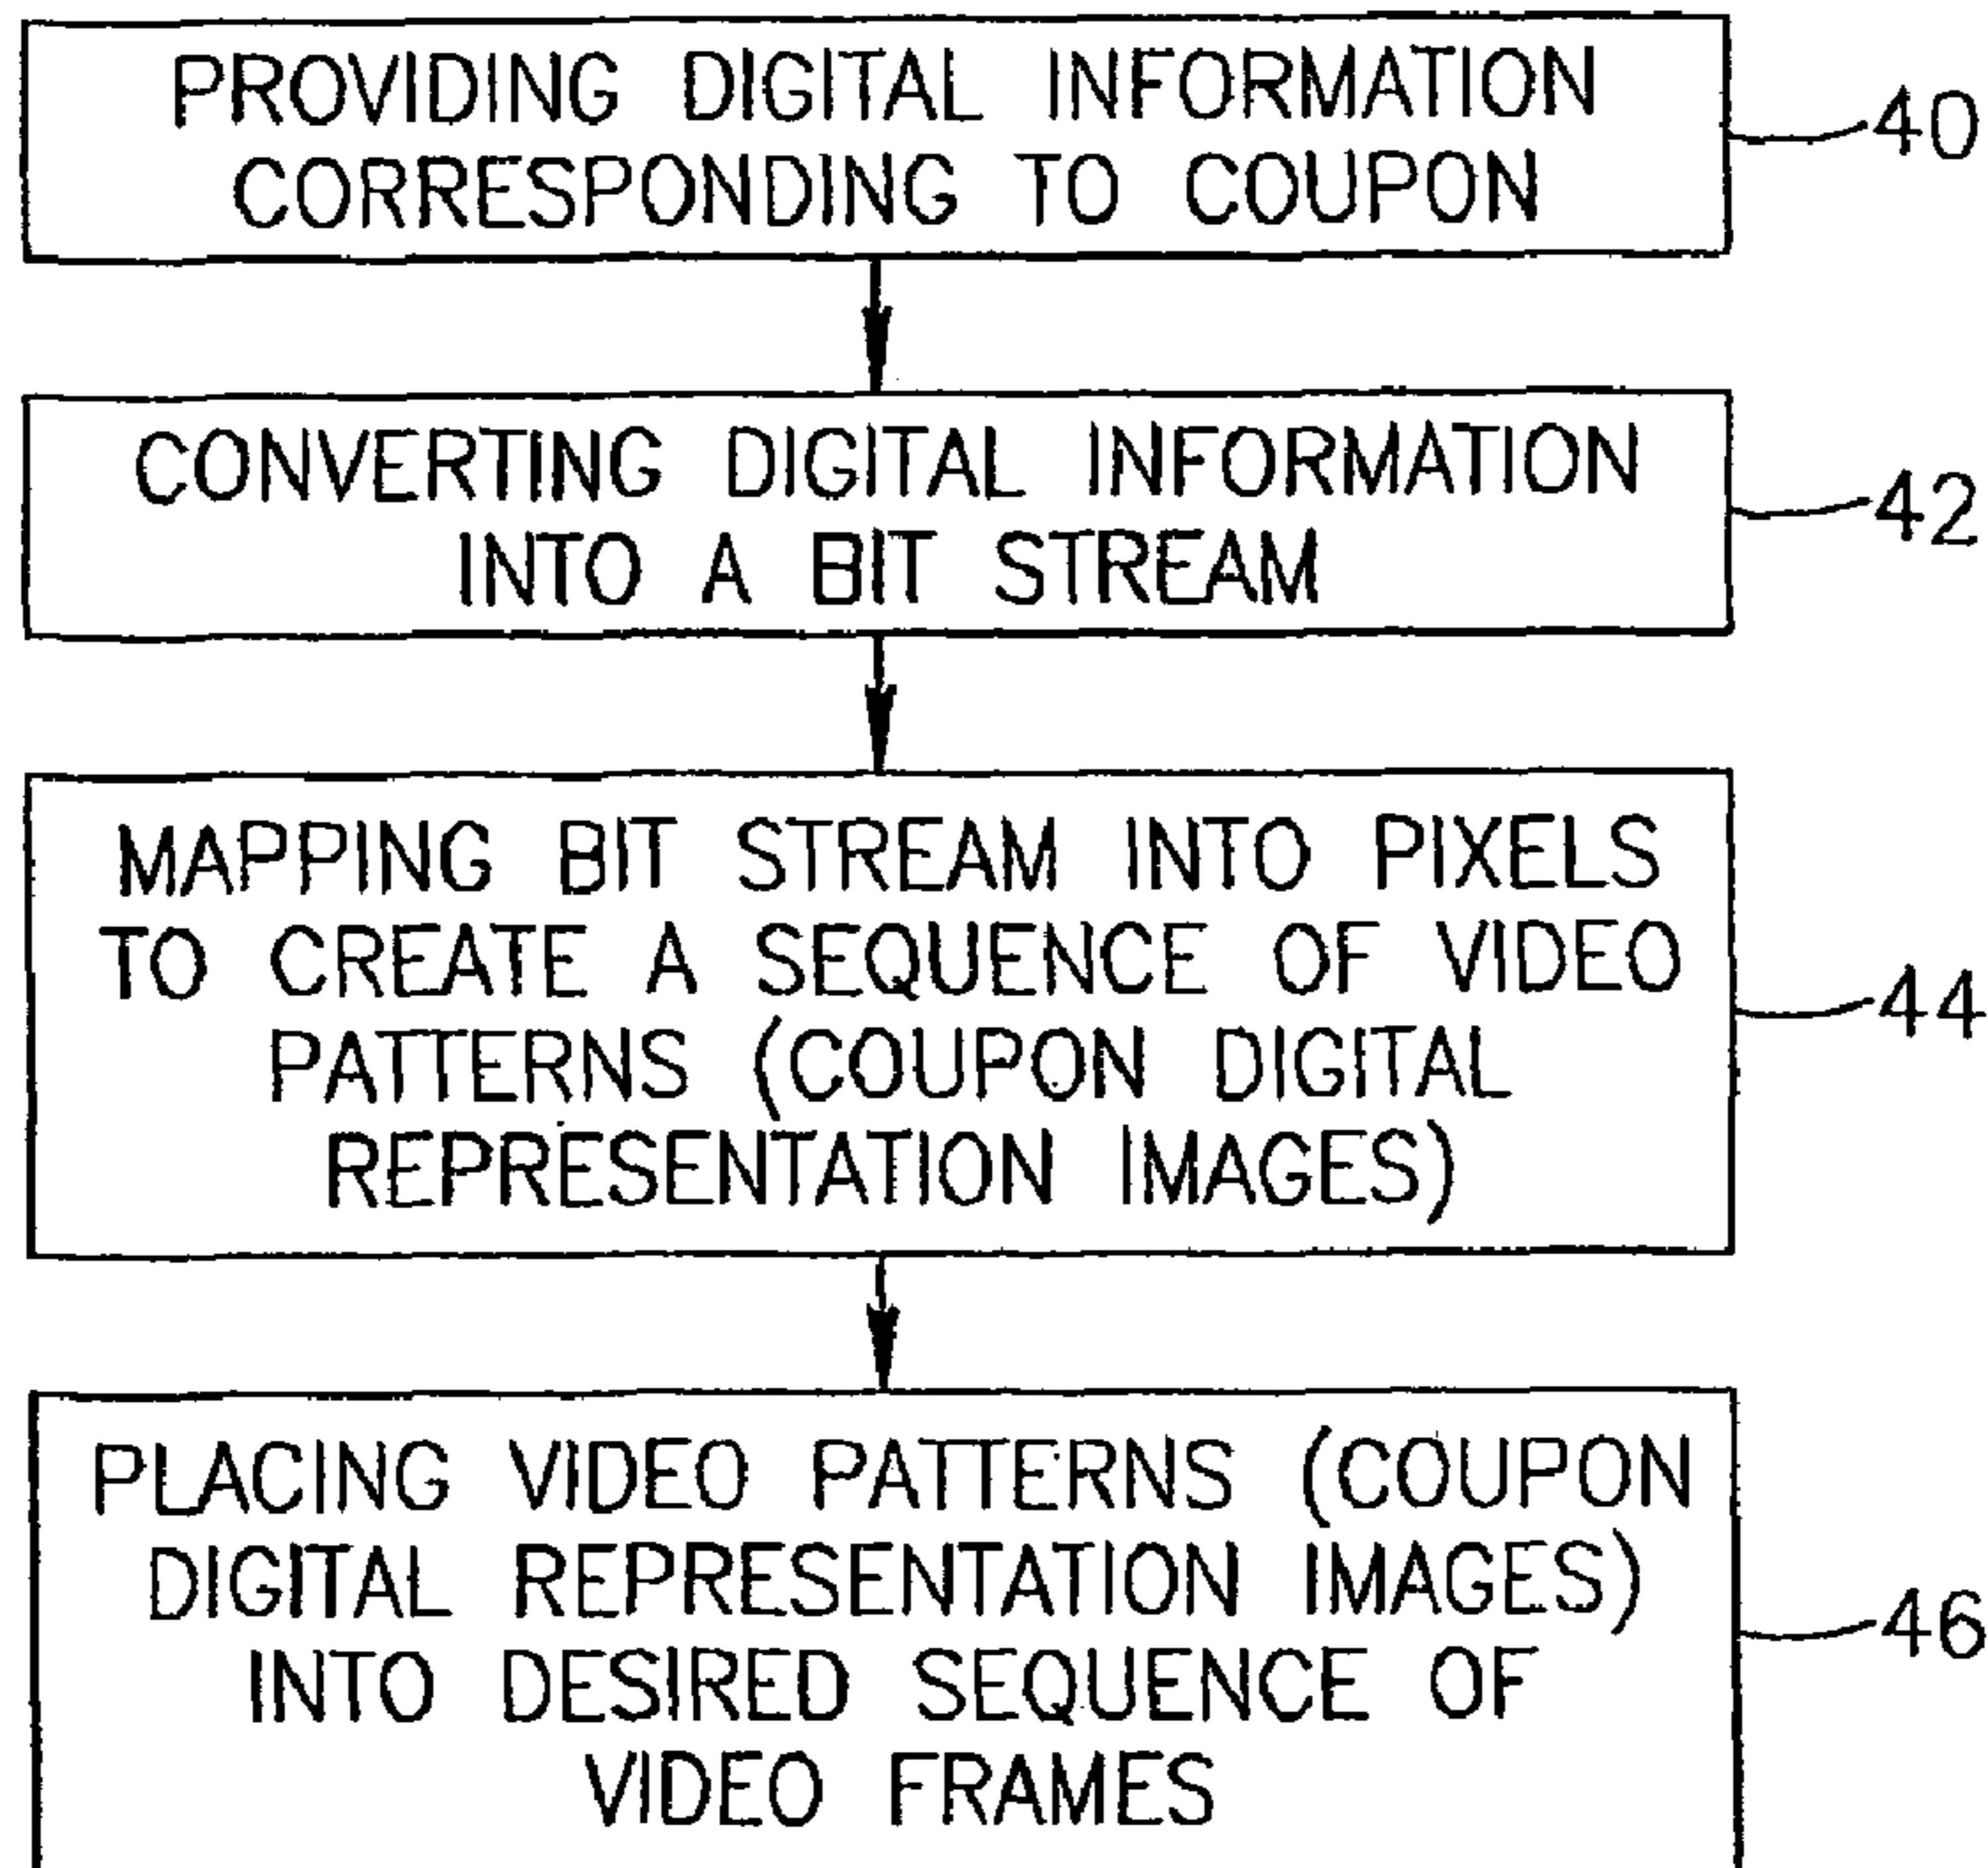 PROVIDING DIGITAL INFORMATION
CORRESPONDING TO COUPON
40
CONVERTING DIGITAL INFORMATION
INTO A BIT STREAM
42
MAPPING BIT STREAM INTO PIXELS
TO CREATE A SEQUENCE OF VIDEO
PATTERNS (COUPON DIGITAL
REPRESENTATION IMAGES)
44
PLACING VIDEO PATTERNS (COUPON
DIGITAL REPRESENTATION IMAGES)
INTO DESIRED SEQUENCE OF
VIDEO FRAMES
46